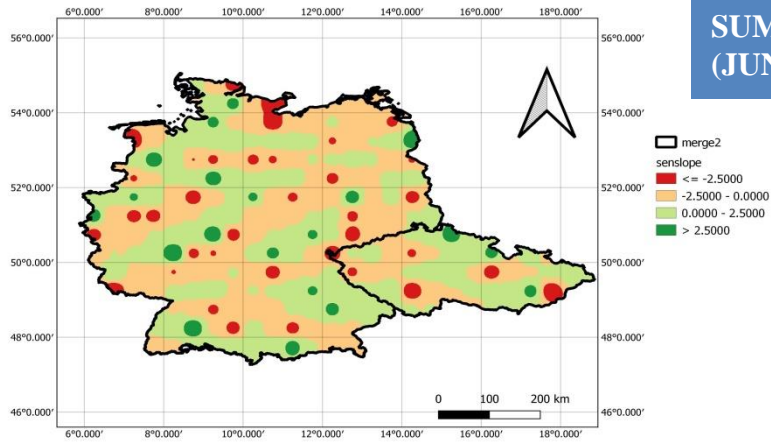 6°0.000′ 8°0.000′ 10°0.000′ 12°0.000′ 14°0.000′ 16°0.000′ 18°0.000′
SUM
(JUN
56°0.000′ 56°0.000′
54°0.000′ 54°0.000′
52°0.000′ 52°0.000′
50°0.000′ 50°0.000′
48°0.000′ 48°0.000′
46°0.000′ 46°0.000′
merge2
senslope
<= -2.5000
-2.5000 - 0.0000
0.0000 - 2.5000
> 2.5000
0 100 200 km
6°0.000′ 8°0.000′ 10°0.000′ 12°0.000′ 14°0.000′ 16°0.000′ 18°0.000′